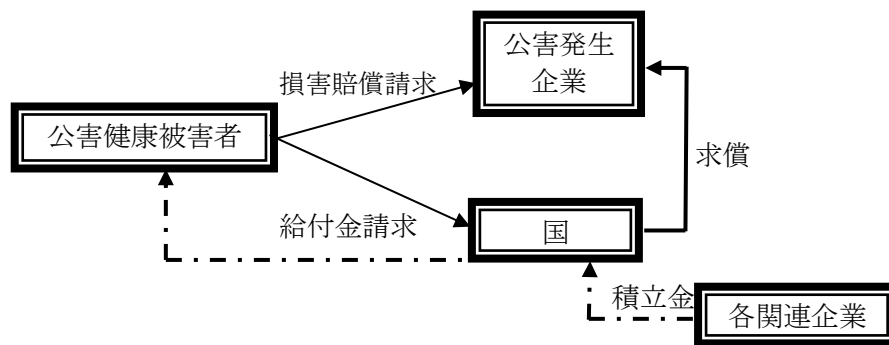 公害発生
企業
損害賠償請求
公害健康被害者
求償
給付金請求
国
積立金
各関連企業